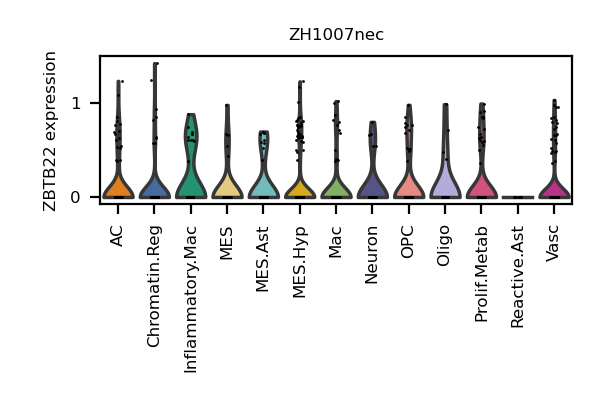 ZH1007nec
ZBTB22 expression
1
0
AC
Chromatin.Reg
Inflammatory.Mac
MES
MES.Ast
MES.Hyp
Mac
Neuron
OPC
Oligo
Prolif.Metab
Reactive.Ast
Vasc